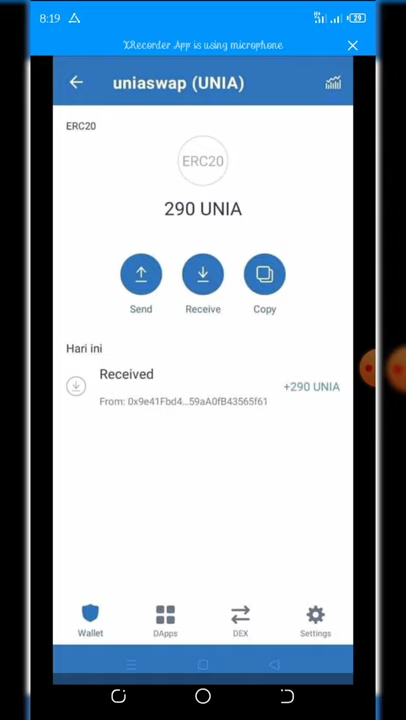 8:19
29
XRecorder App is using microphone
uniaswap (UNIA)
ERC20
ERC20
290 UNIA
Send
Receive
Copy
Hari ini
Received
+290 UNIA
From: 0x9e41Fbd4...59aA0fB43565f61
Wallet
DApps
DEX
Settings